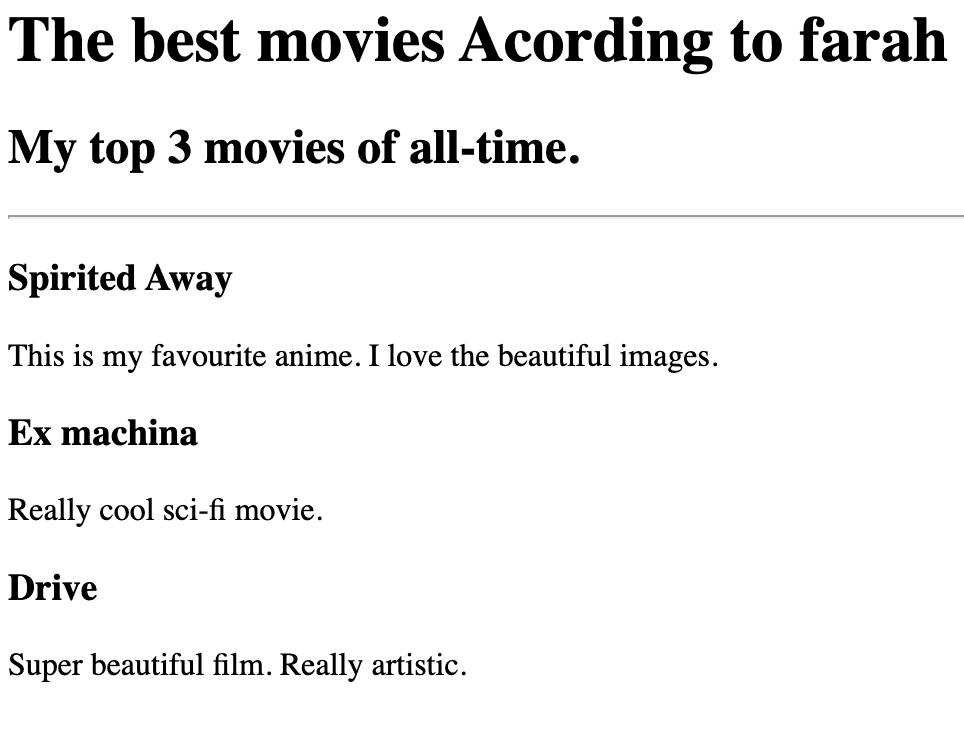 The best movies Acording to farah
My top 3 movies of all-time.
Spirited Away
This is my favourite anime. I love the beautiful images.
Ex machina
Really cool sci-fi movie.
Drive
Super beautiful film. Really artistic.